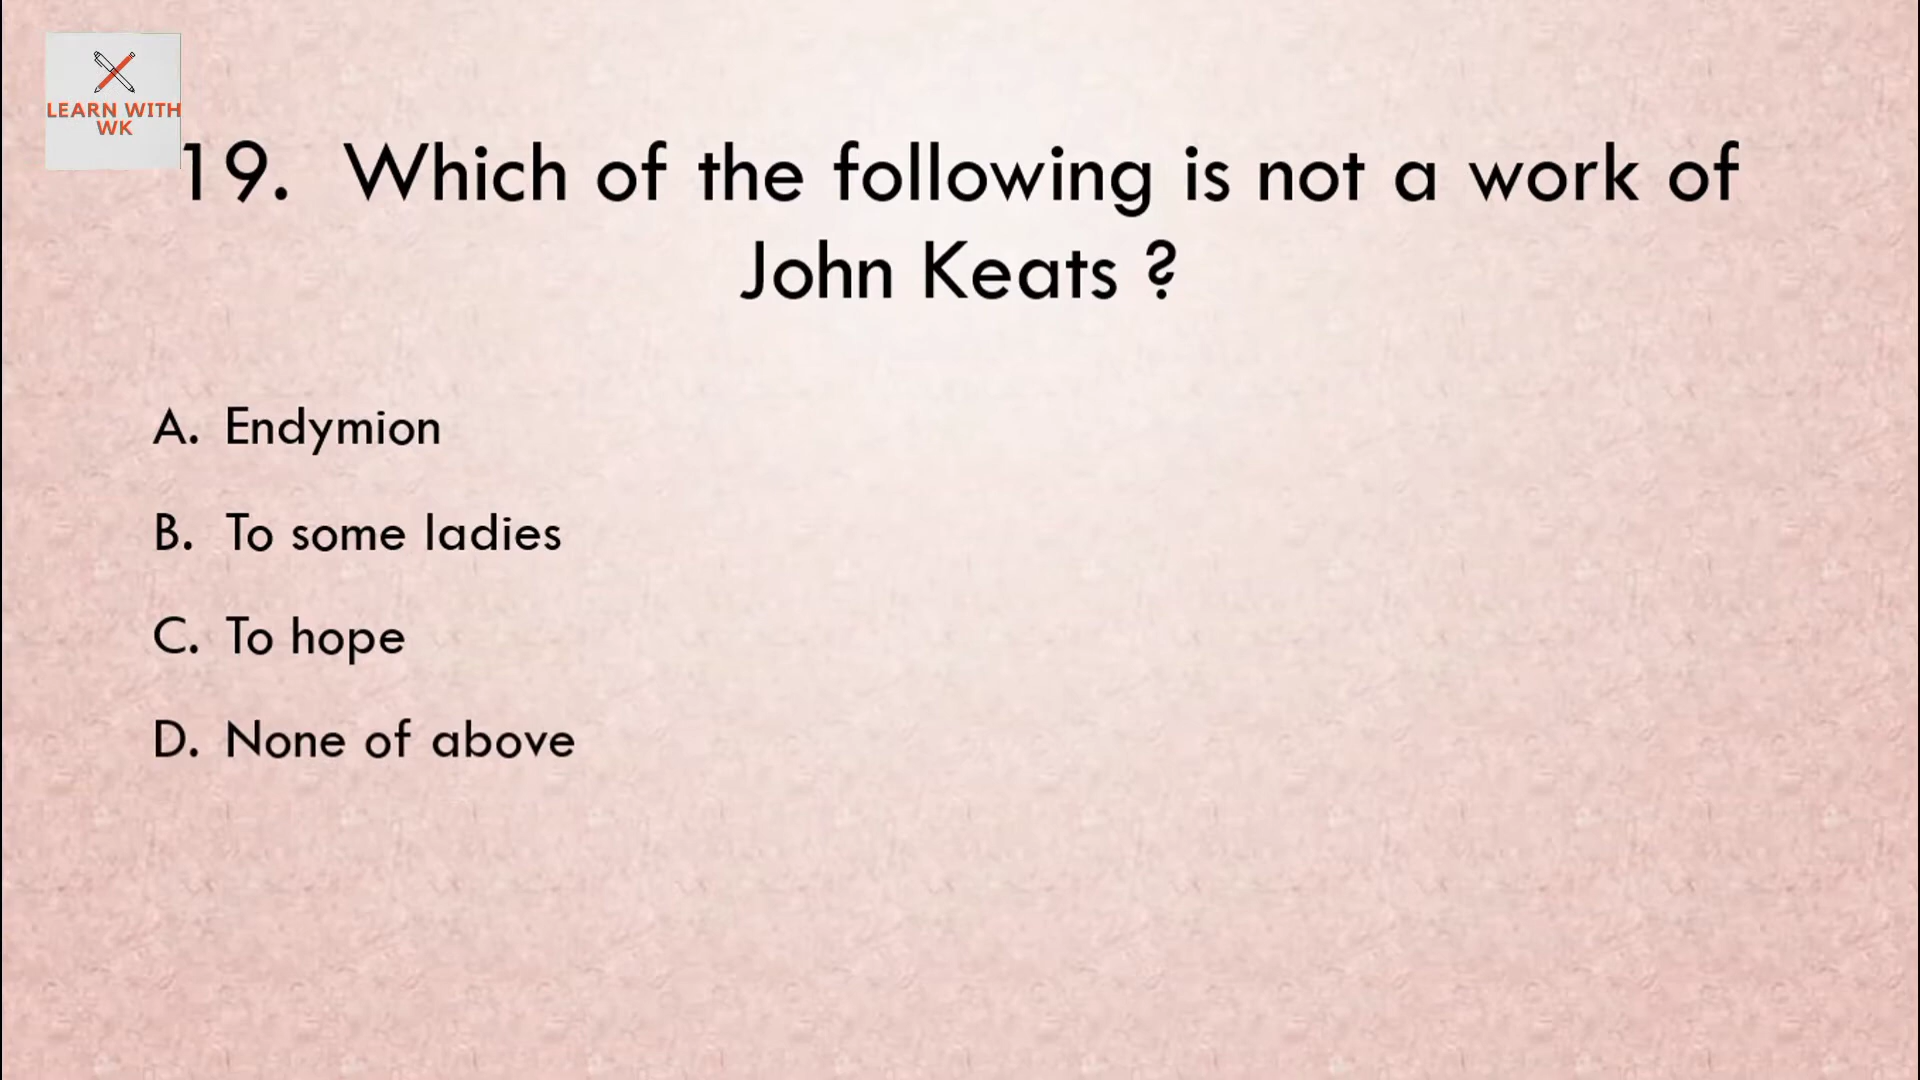 LEARN WITH
WK
19. Which of the following is not a work of
John Keats ?
A. Endymion
B. To some ladies
C. To hope
D. None of above